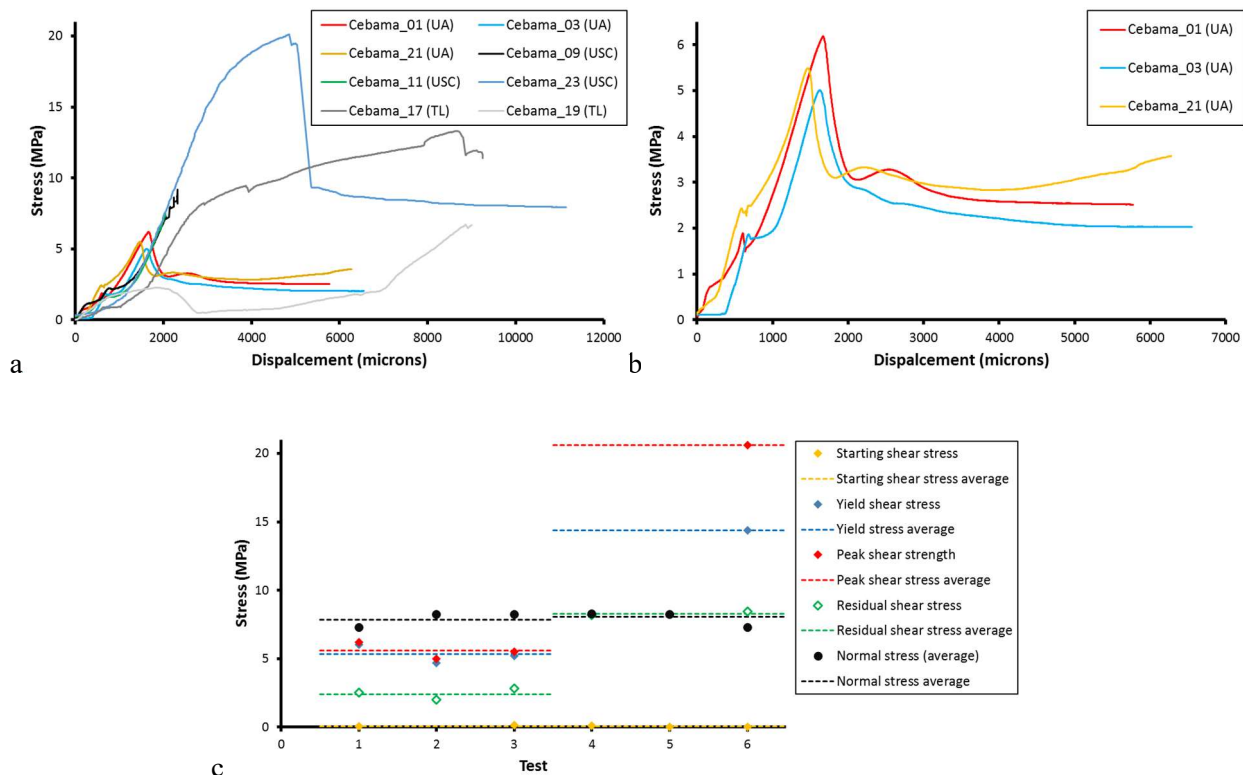 Stress (MPa)
20
15
10
5
0
0 2000 4000 6000 8000 10000 12000
Dispalcement (microns)
Cebama_01 (UA) Cebama_03 (UA)
Cebama_21 (UA) Cebama_09 (USC)
Cebama_11 (USC) Cebama_23 (USC)
Cebama_17 (TL) Cebama_19 (TL)
a
Stress (MPa)
6
5
4
3
2
1
0
0 1000 2000 3000 4000 5000 6000 7000
Dispalcement (microns)
Cebama_01 (UA)
Cebama_03 (UA)
Cebama_21 (UA)
b
Stress (MPa)
20
15
10
5
0
0 1 2 3 4 5 6
Test
Starting shear stress
Starting shear stress average
Yield shear stress
Yield stress average
Peak shear strength
Peak shear stress average
Residual shear stress
Residual shear stress average
Normal stress (average)
Normal stress average
c